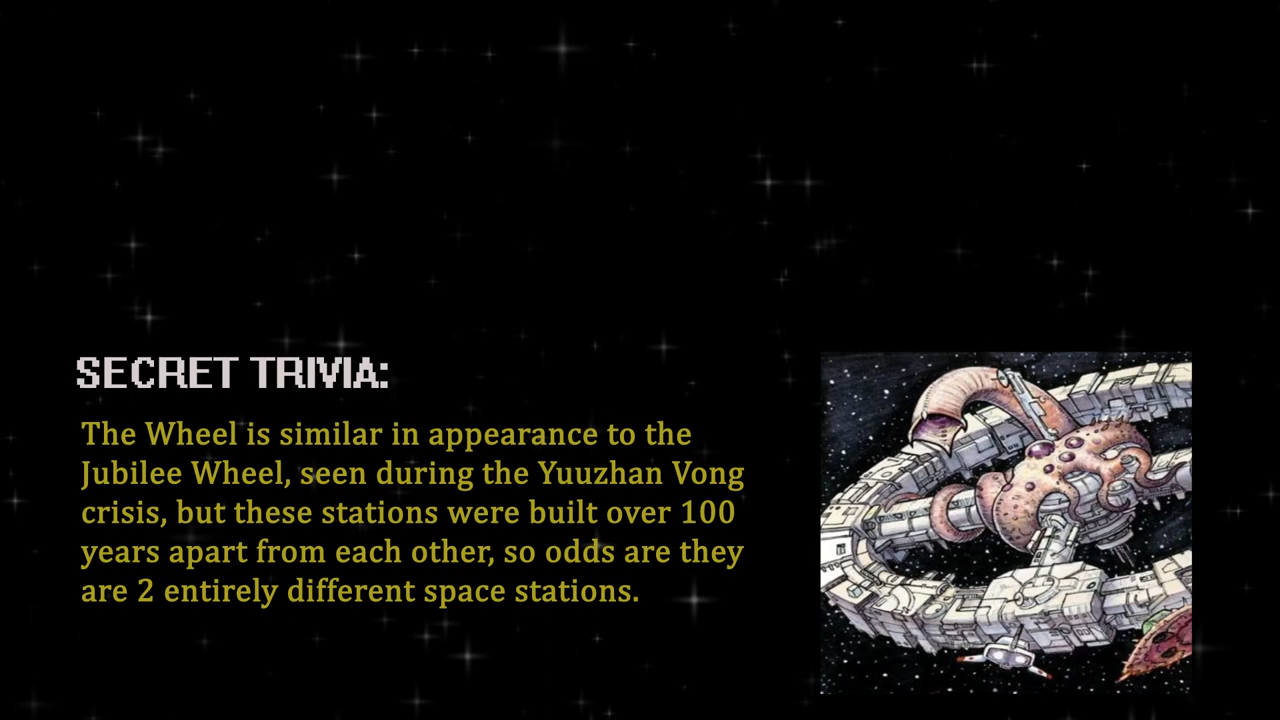 SECRET TRIVIA:
The Wheel is similar in appearance to the
Jubilee Wheel, seen during the Yuuzhan Vong
crisis, but these stations were built over 100
years apart from each other, so odds are they
are 2 entirely different space stations.